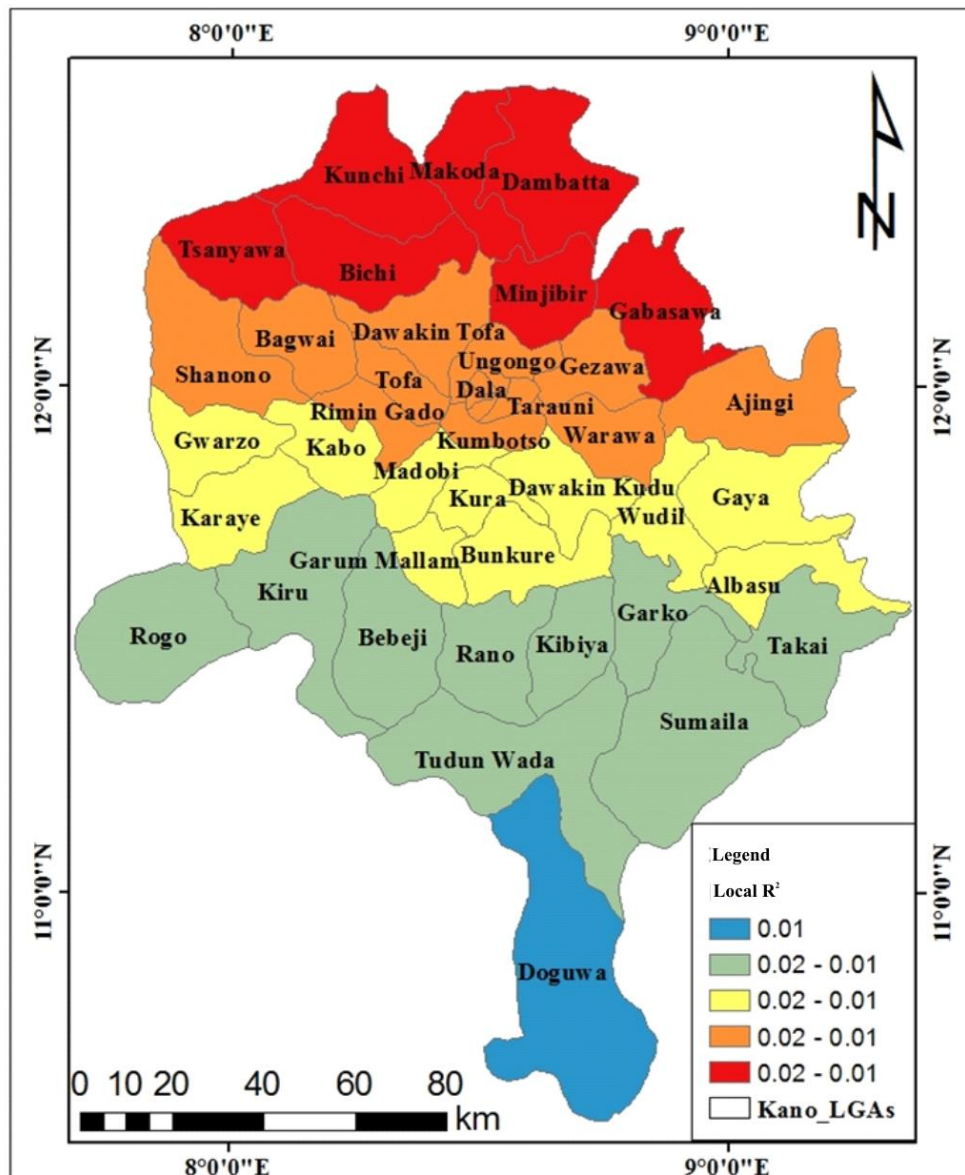 8°0'0"E 9°0'0"E
N
Kunchi
Makoda
Dambatta
Tsanyawa
Bichi
Minjibir
Gabasawa
Bagwai
Dawakin Tofa
Ungongo
Gezawa
Shanono
Tofa
Dala
Ajingi
Rimin Gado
Tarauni
Kumbotso
Warawa
Gwarzo
Kabo
Madobi
Kura
Dawakin Kudu
Wudil
Gaya
Karaye
Garum Mallam
Bunkure
Albasu
Kiru
Rogo
Bebeji
Rano
Kibiya
Garko
Takai
Sumaila
Tudun Wada
Doguwa
12°0'0"N
12°0'0"N
11°0'0"N
11°0'0"N
Legend
Local R²
0.01
0.02 - 0.01
0.02 - 0.01
0.02 - 0.01
0.02 - 0.01
Kano_LGAs
0 10 20 40 60 80
km
8°0'0"E 9°0'0"E